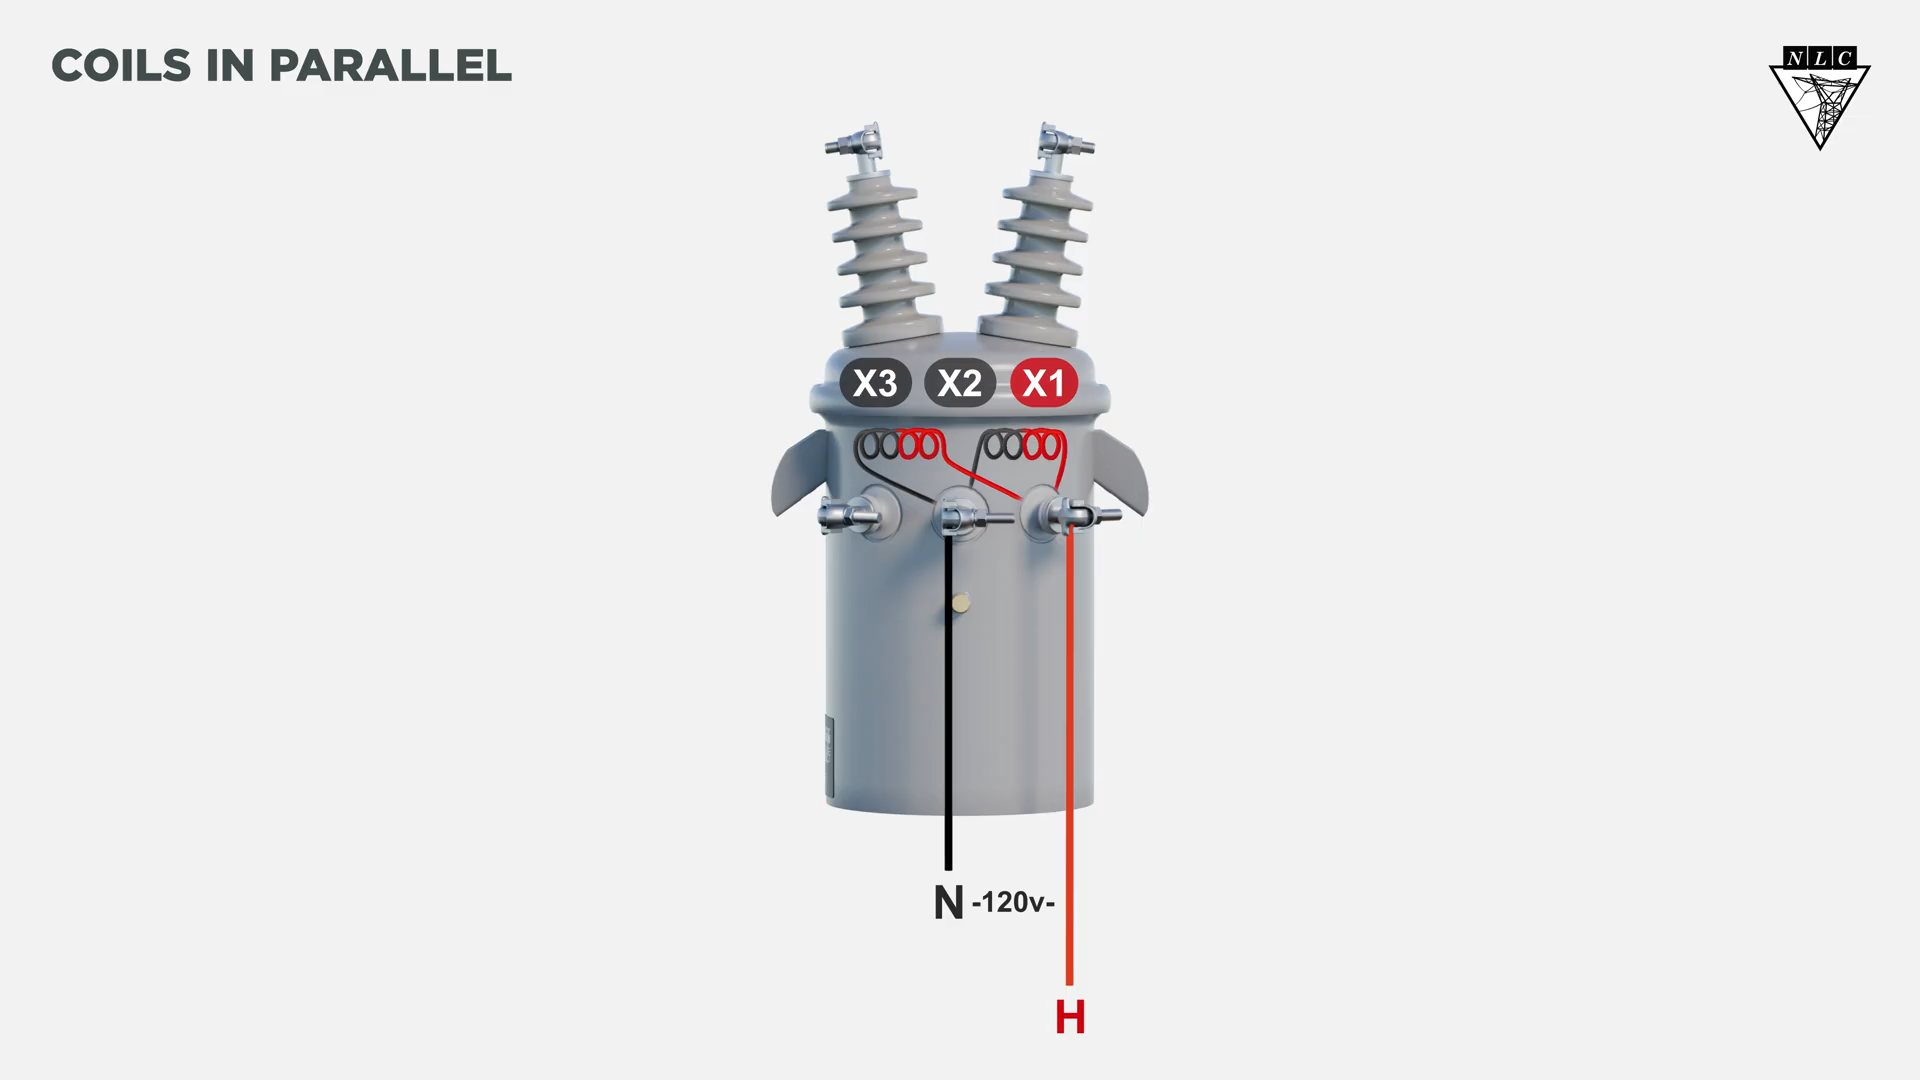 COILS IN PARALLEL
NLC
X3 X2 X1
N -120v-
H